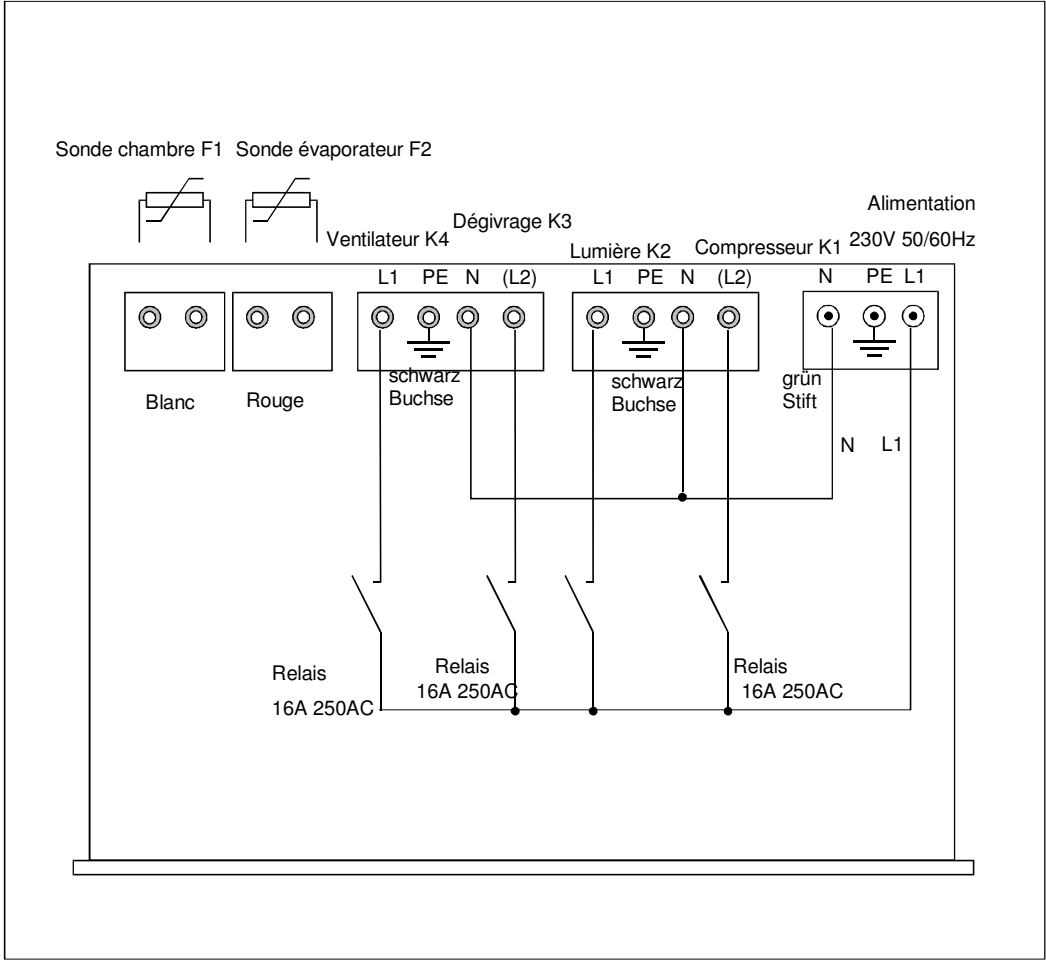 Sonde chambre F1 Sonde évaporateur F2
Alimentation
Dégivrage K3
Ventilateur K4
Lumière K2
Compresseur K1
230V 50/60Hz
L1 PE N (L2)
L1 PE N (L2)
N PE L1
schwarz
Buchse
schwarz
Buchse
grün
Stift
Blanc
Rouge
N L1
Relais
16A 250AC
Relais
16A 250AC
Relais
16A 250AC